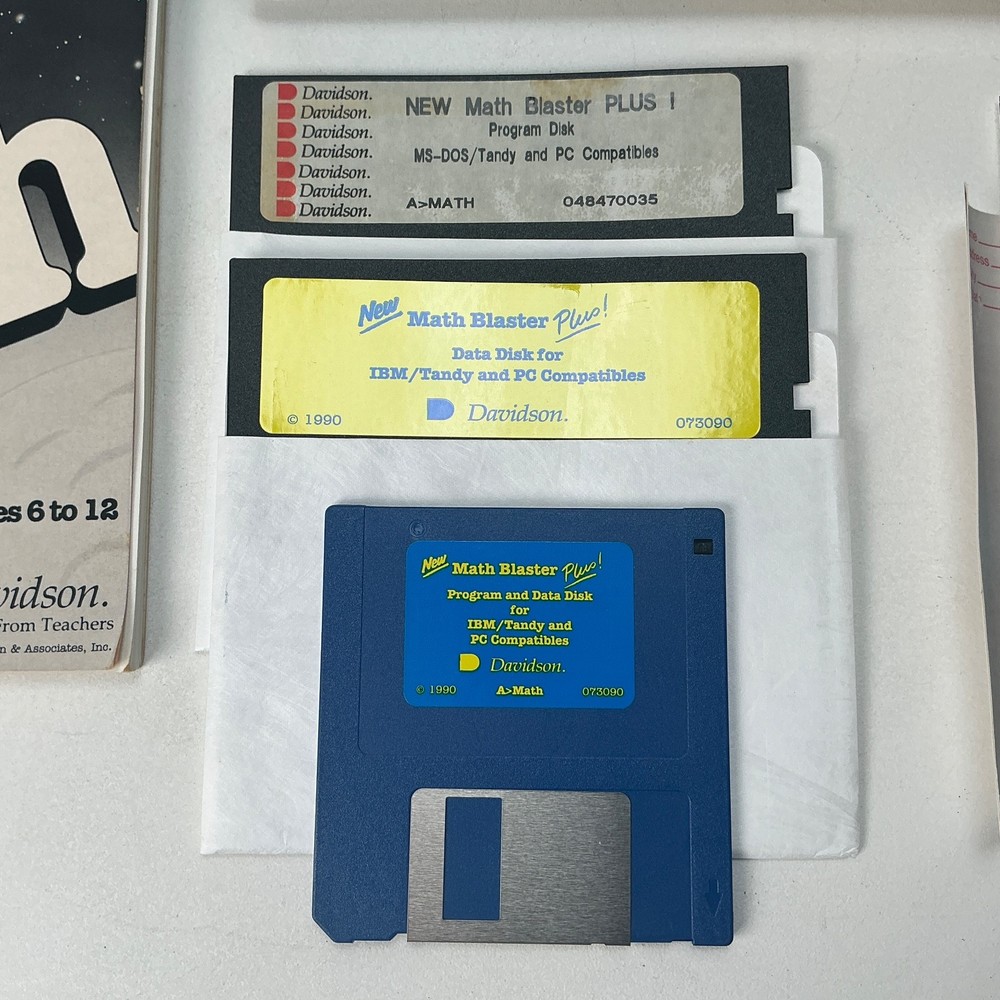 Davidson.
Davidson.
Davidson.
Davidson.
Davidson.
Davidson.
Davidson.
NEW Math Blaster PLUS !
Program Disk
MS-DOS/Tandy and PC Compatibles
A>MATH 048470035
New Math Blaster Plus!
Data Disk for
IBM/Tandy and PC Compatibles
Davidson.
© 1990 073090
New Math Blaster Plus!
Program and Data Disk
for
IBM/Tandy and
PC Compatibles
Davidson.
© 1990 A>Math 073090
n
es 6 to 12
vidson.
From Teachers
n & Associates, Inc.